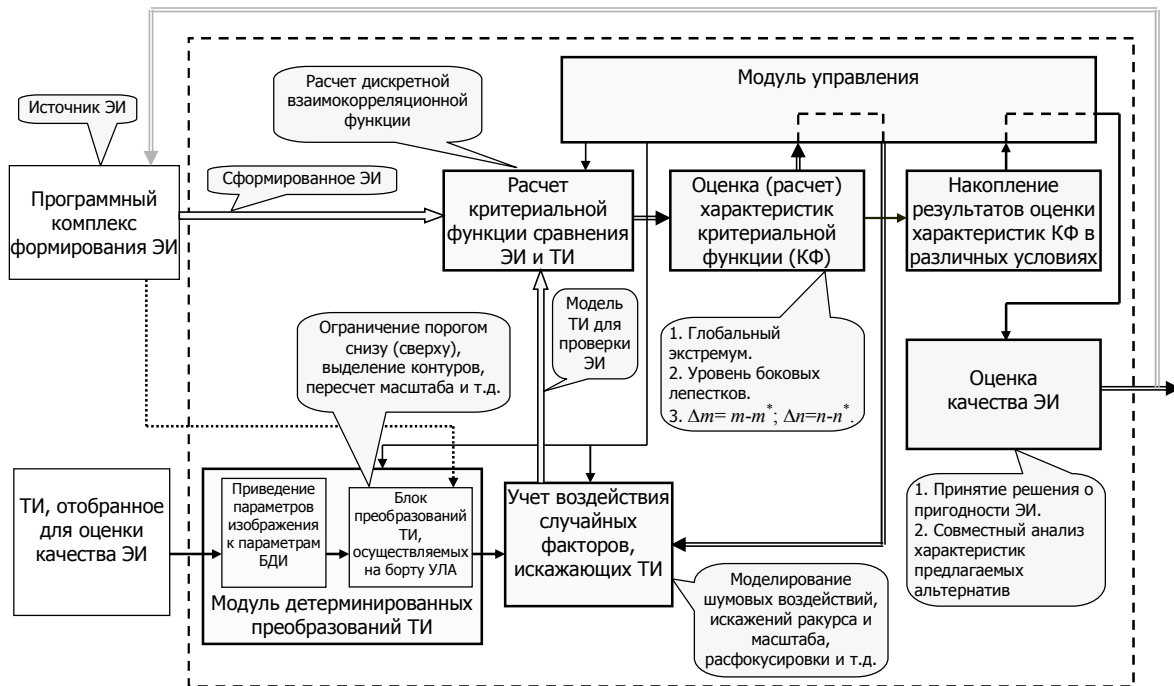 Модуль управления
Расчет дискретной
взаимокорреляционной
функции
Источник ЭИ
Программный
комплекс
формирования ЭИ
Сформированное ЭИ
Расчет
критериальной
функции сравнения
ЭИ и ТИ
Оценка (расчет)
характеристик
критериальной
функции (КФ)
Накопление
результатов оценки
характеристик КФ в
различных условиях
Модель
ТИ для
проверки
ЭИ
Ограничение порогом
снизу (сверху),
выделение контуров,
пересчет масштаба и т.д.
1. Глобальный
экстремум.
2. Уровень боковых
лепестков.
3. Δm= m-m*; Δn=n-n*.
Оценка
качества ЭИ
ТИ, отобранное
для оценки
качества ЭИ
Приведение
параметров
изображения
к параметрам
БДИ
Блок
преобразований
ТИ,
осуществляемых
на борту УЛА
Модуль детерминированных
преобразований ТИ
Учет воздействия
случайных
факторов,
искажающих ТИ
1. Принятие решения о
пригодности ЭИ.
2. Совместный анализ
характеристик
предлагаемых
альтернатив
Моделирование
шумовых воздействий,
искажений ракурса и
масштаба,
расфокусировки и т.д.